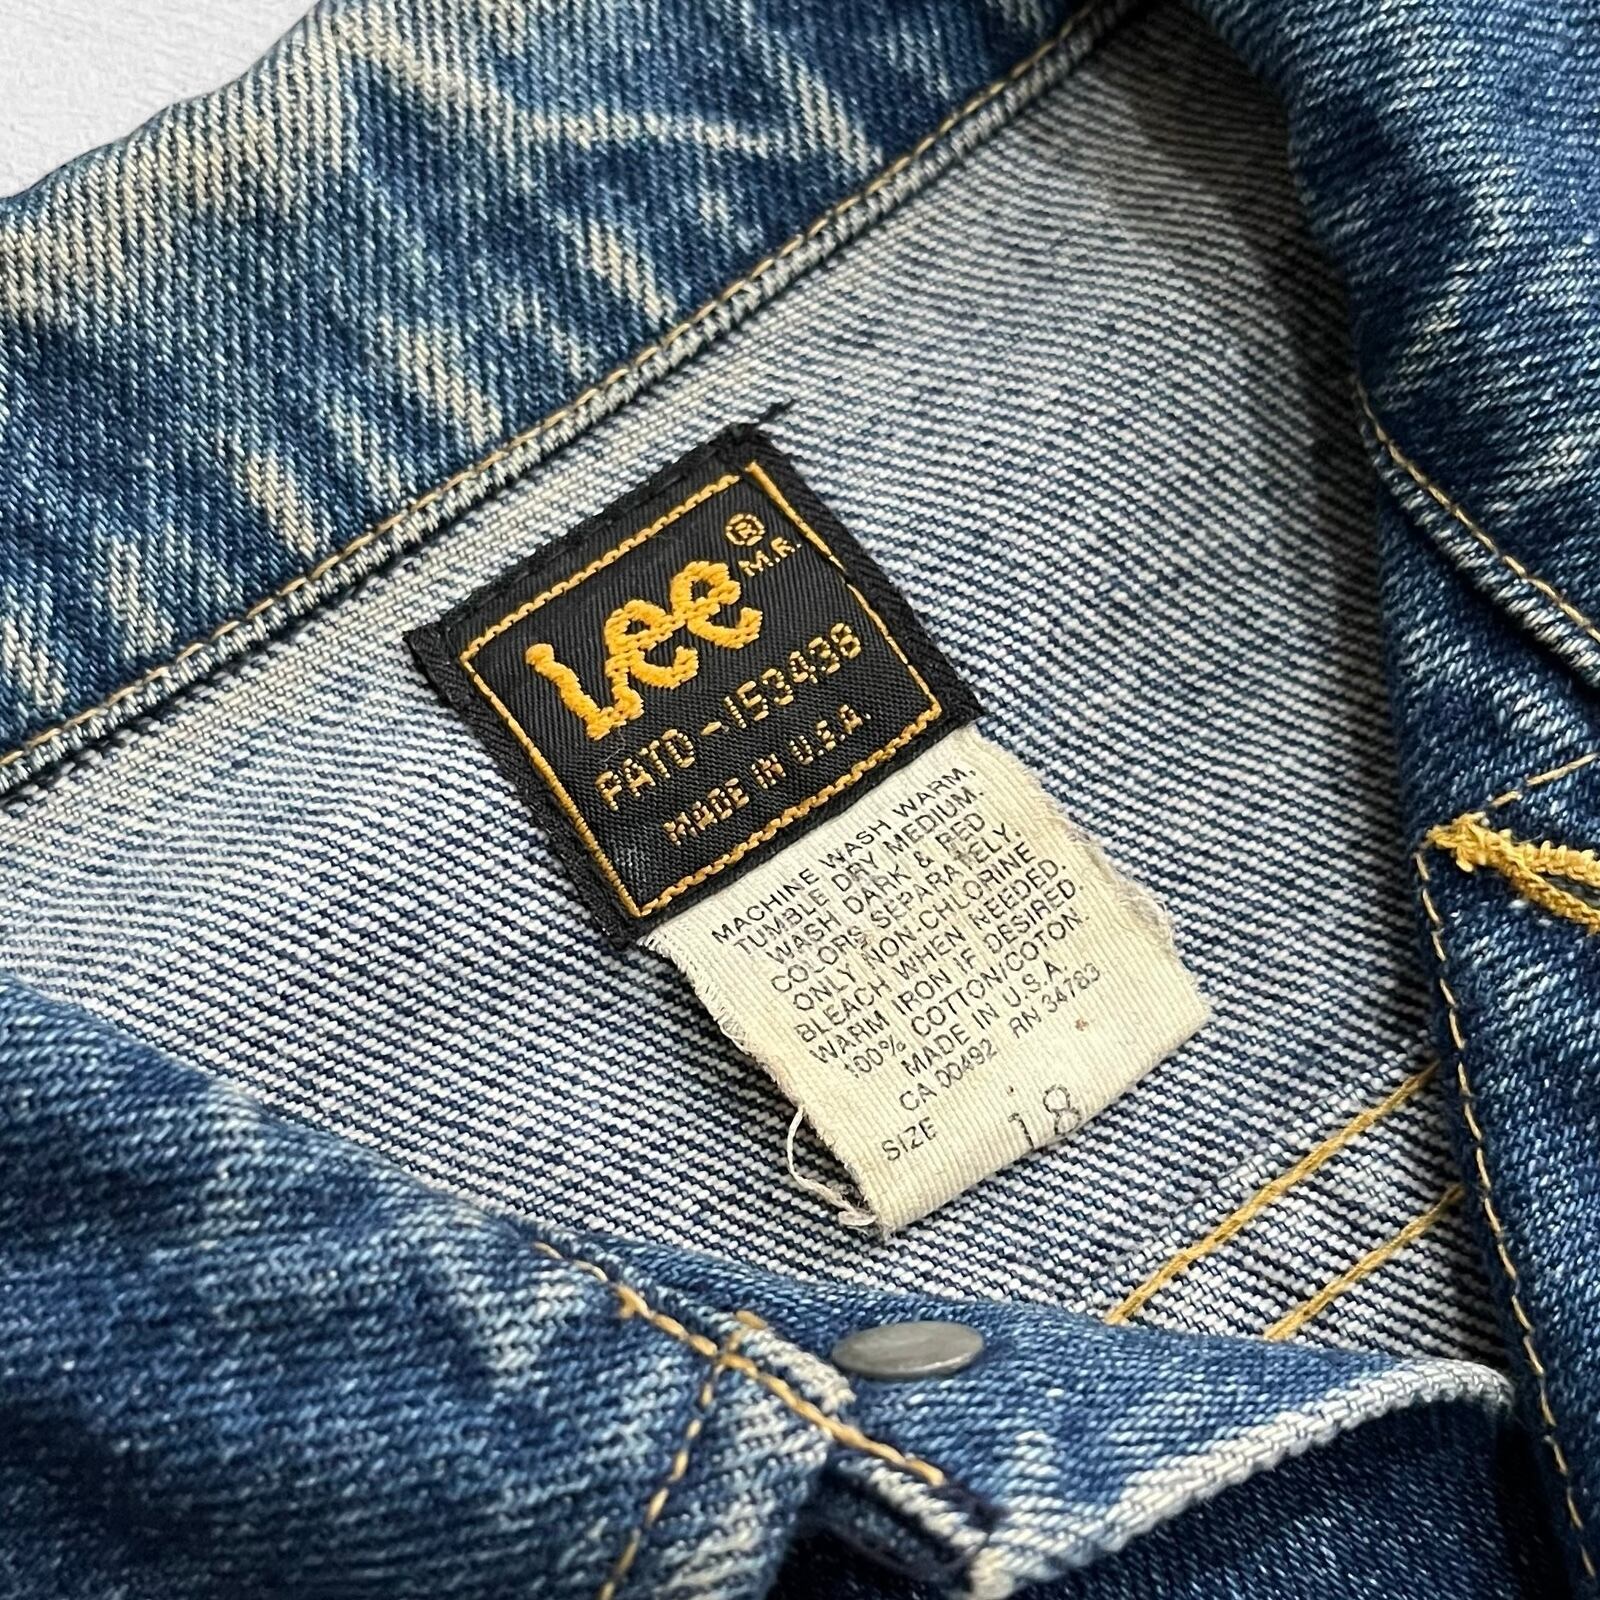 Lee®
M.R.
PATD-153438
MADE IN U.S.A.
MACHINE WASH WARM,
TUMBLE DRY MEDIUM.
WASH DARK & RED
COLORS SEPARATELY.
ONLY NON-CHLORINE
BLEACH WHEN NEEDED.
WARM IRON IF DESIRED.
100% COTTON/COTON.
MADE IN U.S.A.
CA 00492 RN 34783
SIZE 18